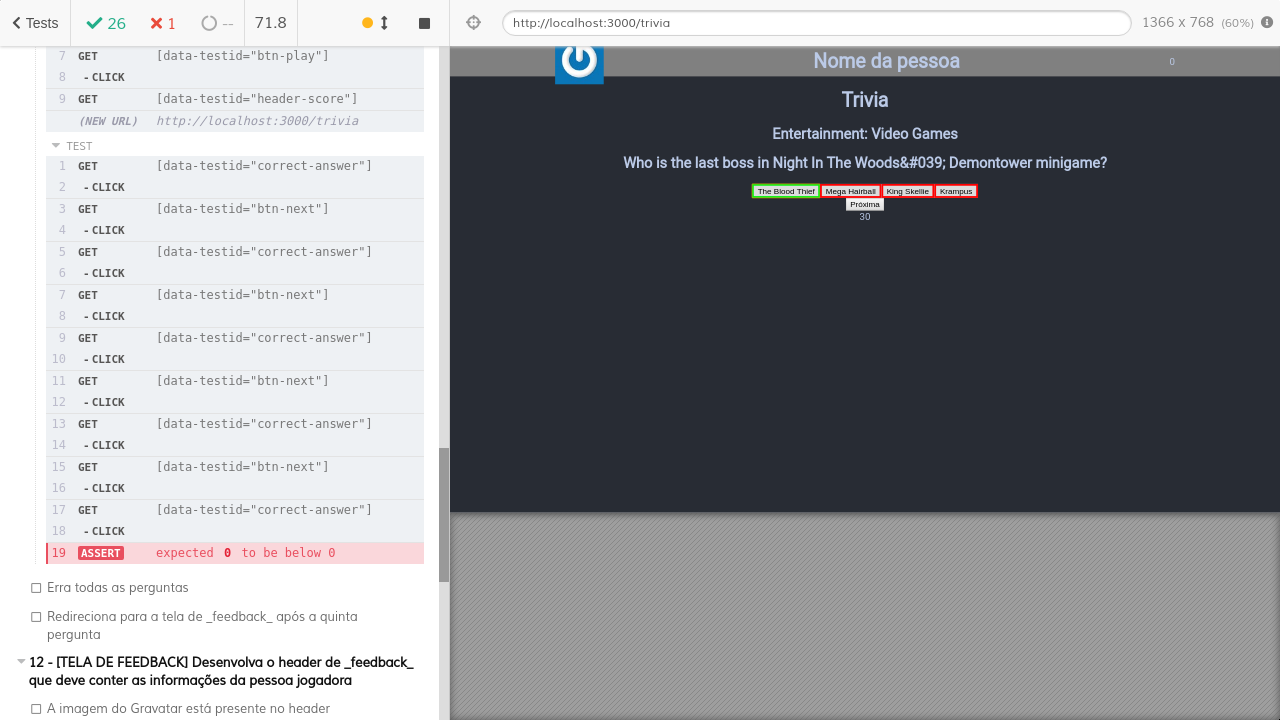 Tests
26
1
--
71.8
7 GET [data-testid="btn-play"]
8 - CLICK
9 GET [data-testid="header-score"]
(NEW URL) http://localhost:3000/trivia
TEST
1 GET [data-testid="correct-answer"]
2 - CLICK
3 GET [data-testid="btn-next"]
4 - CLICK
5 GET [data-testid="correct-answer"]
6 - CLICK
7 GET [data-testid="btn-next"]
8 - CLICK
9 GET [data-testid="correct-answer"]
10 - CLICK
11 GET [data-testid="btn-next"]
12 - CLICK
13 GET [data-testid="correct-answer"]
14 - CLICK
15 GET [data-testid="btn-next"]
16 - CLICK
17 GET [data-testid="correct-answer"]
18 - CLICK
19 ASSERT expected 0 to be below 0
Erra todas as perguntas
Redireciona para a tela de _feedback_ após a quinta
pergunta
12 - [TELA DE FEEDBACK] Desenvolva o header de _feedback_
que deve conter as informações da pessoa jogadora
A imagem do Gravatar está presente no header
http://localhost:3000/trivia
1366 x 768 (60%)
Nome da pessoa
0
Trivia
Entertainment: Video Games
Who is the last boss in Night In The Woods&#039; Demontower minigame?
The Blood Thief Mega Hairball King Skellie Krampus
Próxima
30